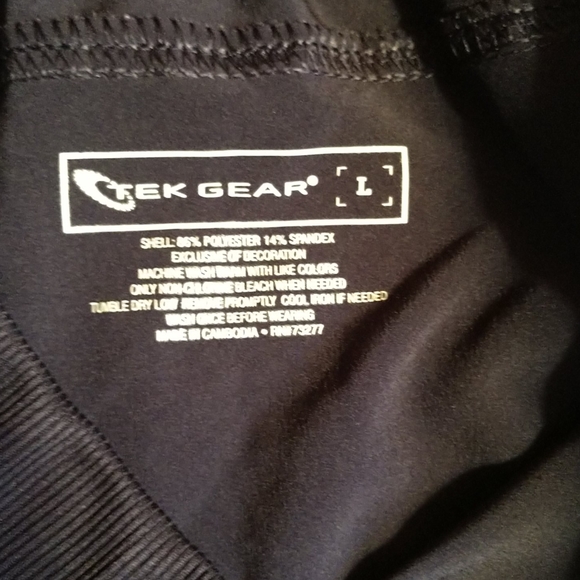 TEK GEAR® L
SHELL: 86% POLYESTER 14% SPANDEX
EXCLUSIVE OF DECORATION
MACHINE WASH WARM WITH LIKE COLORS
ONLY NON-CHLORINE BLEACH WHEN NEEDED
TUMBLE DRY LOW REMOVE PROMPTLY COOL IRON IF NEEDED
WASH ONCE BEFORE WEARING
MADE IN CAMBODIA • RN# 73277